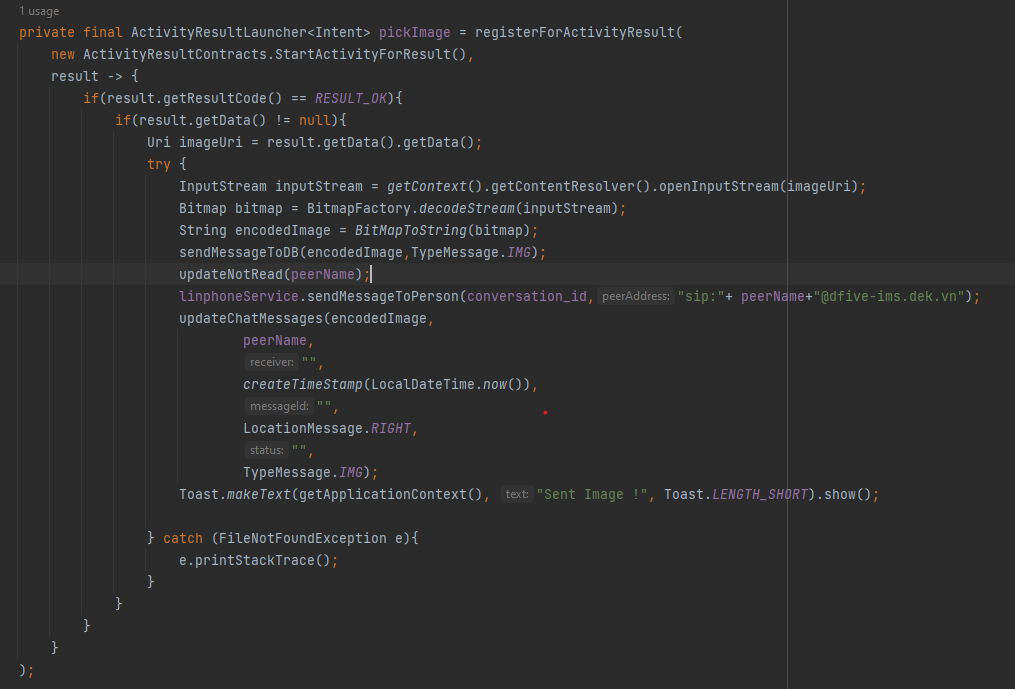 1 usage
private final ActivityResultLauncher<Intent> pickImage = registerForActivityResult(
new ActivityResultContracts.StartActivityForResult(),
result -> {
if(result.getResultCode() == RESULT_OK){
if(result.getData() != null){
Uri imageUri = result.getData().getData();
try {
InputStream inputStream = getContext().getContentResolver().openInputStream(imageUri);
Bitmap bitmap = BitmapFactory.decodeStream(inputStream);
String encodedImage = BitMapToString(bitmap);
sendMessageToDB(encodedImage,TypeMessage.IMG);
updateNotRead(peerName);
linphoneService.sendMessageToPerson(conversation_id, peerAddress: "sip:"+ peerName+"@dfive-ims.dek.vn");
updateChatMessages(encodedImage,
peerName,
receiver: "",
createTimeStamp(LocalDateTime.now()),
messageId: "",
LocationMessage.RIGHT,
status: "",
TypeMessage.IMG);
Toast.makeText(getApplicationContext(), text: "Sent Image !", Toast.LENGTH_SHORT).show();
} catch (FileNotFoundException e){
e.printStackTrace();
}
}
}
}
);